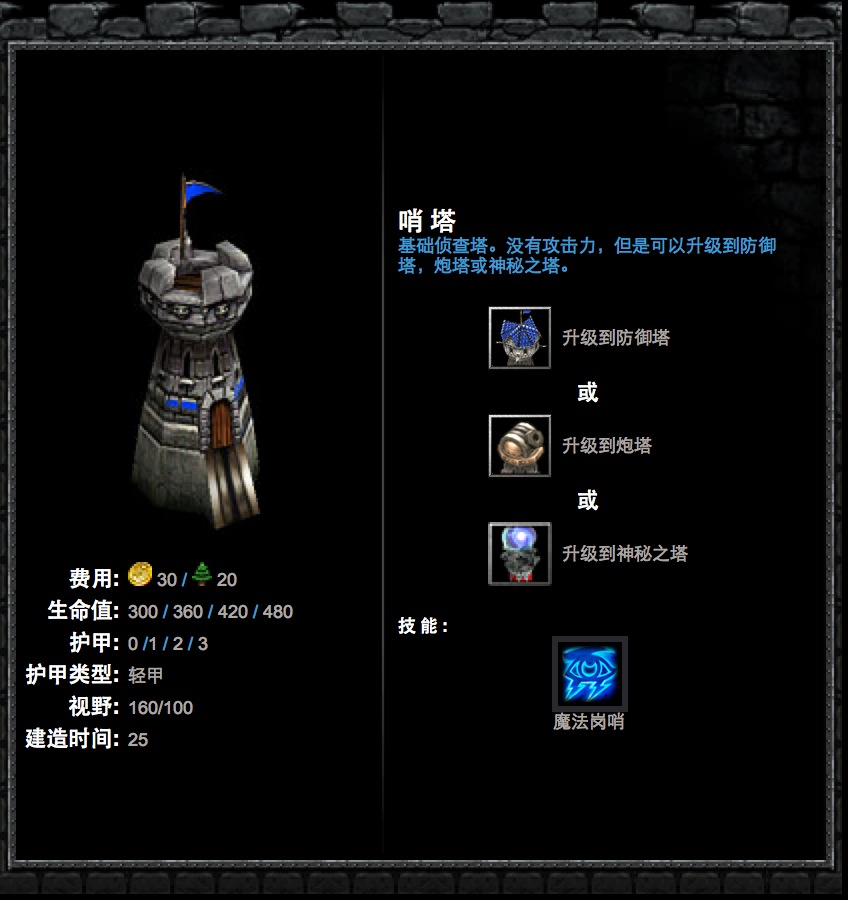 哨塔
基础侦查塔。没有攻击力，但是可以升级到防御
塔，炮塔或神秘之塔。
升级到防御塔
或
升级到炮塔
或
升级到神秘之塔
技能：
魔法岗哨
费用: 30 / 20
生命值: 300 / 360 / 420 / 480
护甲: 0 /1 / 2 / 3
护甲类型: 轻甲
视野: 160/100
建造时间: 25